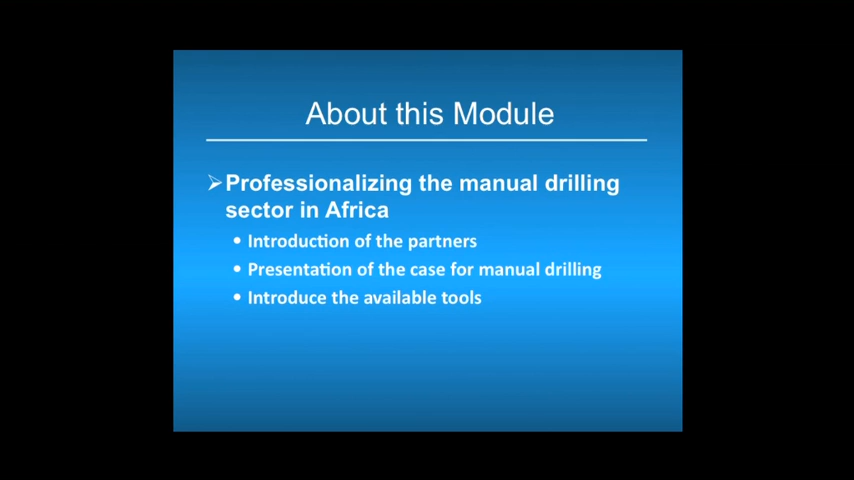 About this Module
➢Professionalizing the manual drilling
sector in Africa
• Introduction of the partners
• Presentation of the case for manual drilling
• Introduce the available tools